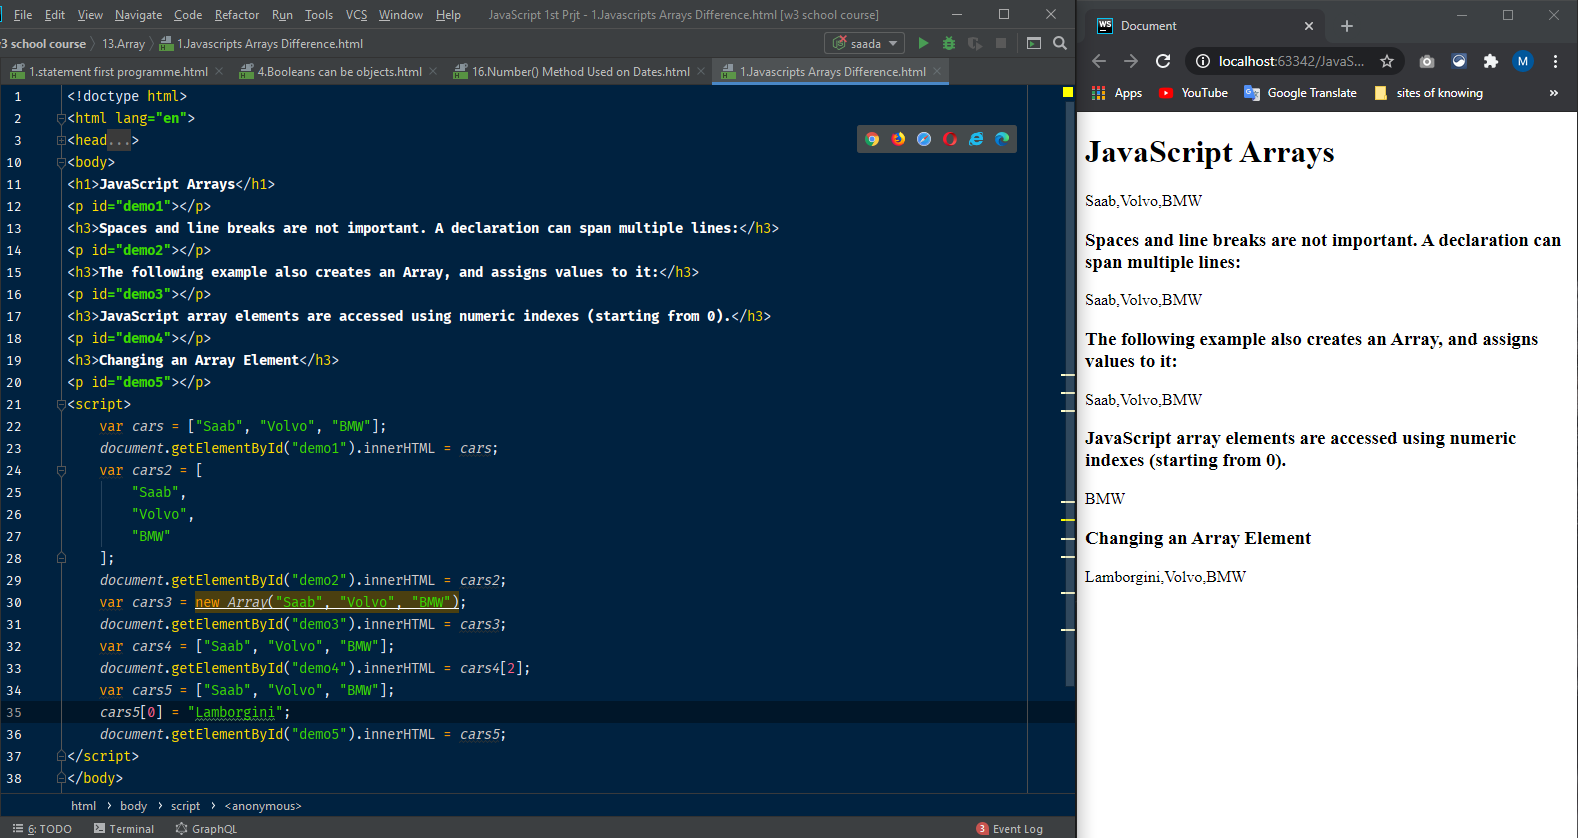 File Edit View Navigate Code Refactor Run Tools VCS Window Help JavaScript 1st Prjt - 1.Javascripts Arrays Difference.html [w3 school course]
3 school course 13.Array 1.Javascripts Arrays Difference.html saada
1.statement first programme.html 4.Booleans can be objects.html 16.Number() Method Used on Dates.html 1.Javascripts Arrays Difference.html
1 <!doctype html>
2 <html lang="en">
3 <head...>
10 <body>
11 <h1>JavaScript Arrays</h1>
12 <p id="demo1"></p>
13 <h3>Spaces and line breaks are not important. A declaration can span multiple lines:</h3>
14 <p id="demo2"></p>
15 <h3>The following example also creates an Array, and assigns values to it:</h3>
16 <p id="demo3"></p>
17 <h3>JavaScript array elements are accessed using numeric indexes (starting from 0).</h3>
18 <p id="demo4"></p>
19 <h3>Changing an Array Element</h3>
20 <p id="demo5"></p>
21 <script>
22 var cars = ["Saab", "Volvo", "BMW"];
23 document.getElementById("demo1").innerHTML = cars;
24 var cars2 = [
25 "Saab",
26 "Volvo",
27 "BMW"
28 ];
29 document.getElementById("demo2").innerHTML = cars2;
30 var cars3 = new Array("Saab", "Volvo", "BMW");
31 document.getElementById("demo3").innerHTML = cars3;
32 var cars4 = ["Saab", "Volvo", "BMW"];
33 document.getElementById("demo4").innerHTML = cars4[2];
34 var cars5 = ["Saab", "Volvo", "BMW"];
35 cars5[0] = "Lamborgini";
36 document.getElementById("demo5").innerHTML = cars5;
37 </script>
38 </body>
html body script <anonymous>
6: TODO Terminal GraphQL 3 Event Log
WS Document
localhost:63342/JavaS... M
Apps YouTube Google Translate sites of knowing »
JavaScript Arrays
Saab,Volvo,BMW
Spaces and line breaks are not important. A declaration can
span multiple lines:
Saab,Volvo,BMW
The following example also creates an Array, and assigns
values to it:
Saab,Volvo,BMW
JavaScript array elements are accessed using numeric
indexes (starting from 0).
BMW
Changing an Array Element
Lamborgini,Volvo,BMW